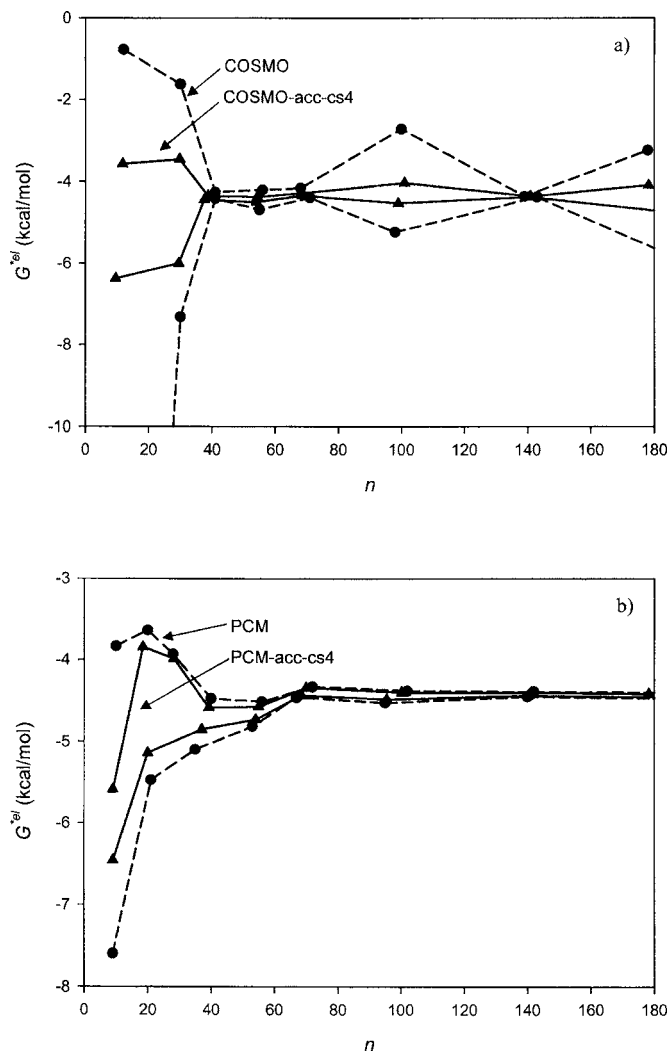 a)
0
COSMO
-2
COSMO-acc-cs4
-4
G*el (kcal/mol)
-6
-8
-10
0 20 40 60 80 100 120 140 160 180
n
b)
-3
PCM
-4
PCM-acc-cs4
-5
G*el (kcal/mol)
-6
-7
-8
0 20 40 60 80 100 120 140 160 180
n